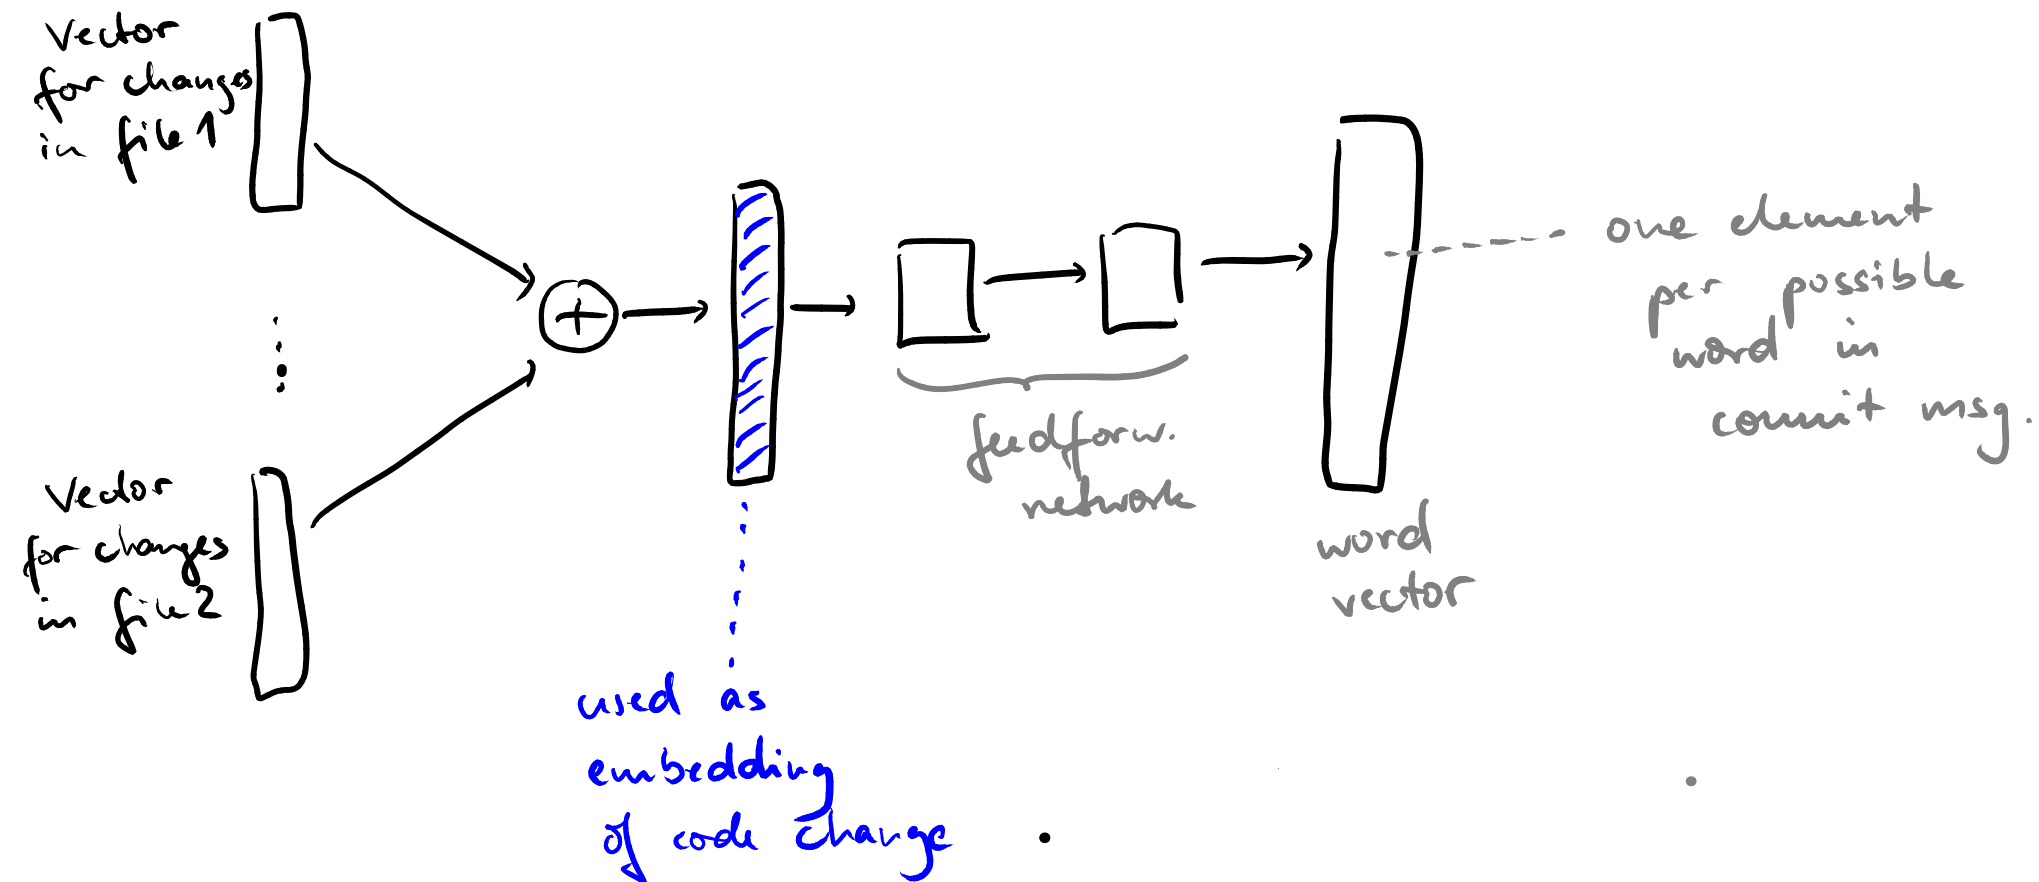 Vector
for changes
in file 1
+
one element
per possible
word in
commit msg.
feedforw.
network
word
vector
Vector
for changes
in file 2
used as
embedding
of code change